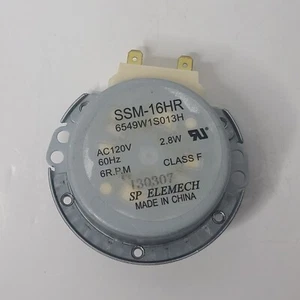 SSM-16HR
6549W1S013H
AC120V 2.8W
60Hz
6R.P.M CLASS F
130307
SP ELEMECH
MADE IN CHINA